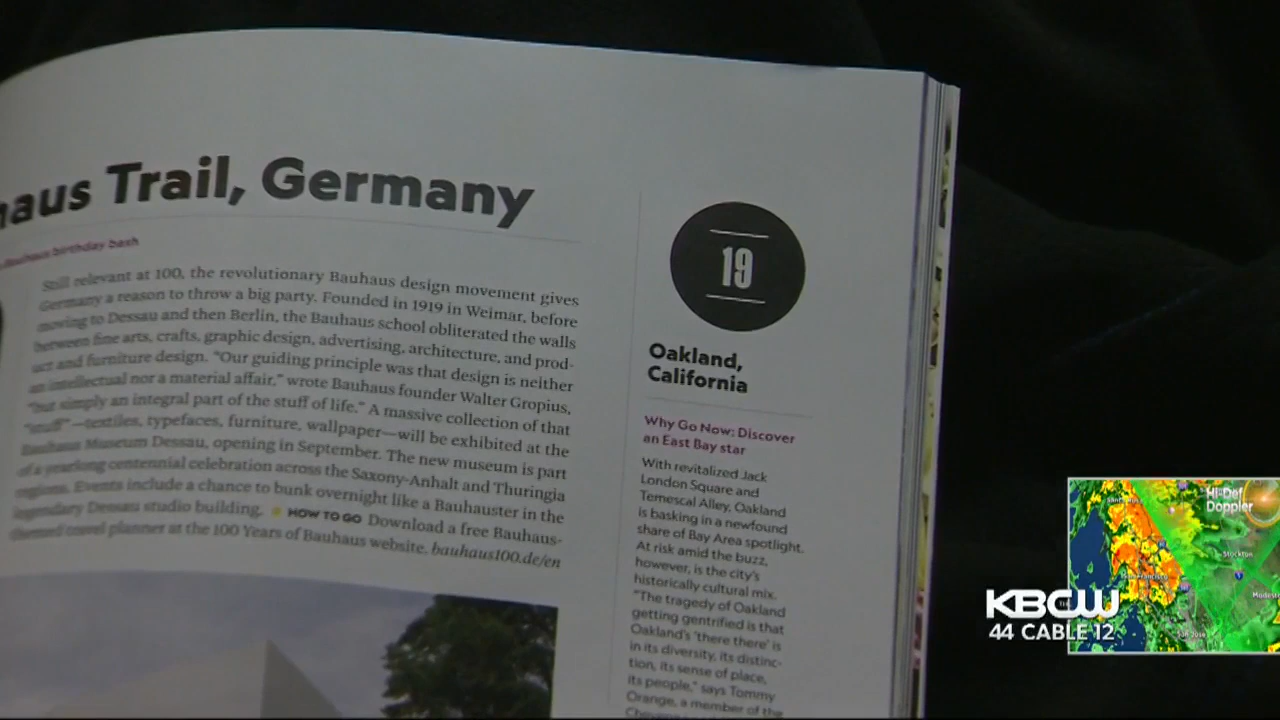 haus Trail, Germany
Bauhaus birthday bash
Still relevant at 100, the revolutionary Bauhaus design movement gives
Germany a reason to throw a big party. Founded in 1919 in Weimar, before
moving to Dessau and then Berlin, the Bauhaus school obliterated the walls
between fine arts, crafts, graphic design, advertising, architecture, and prod-
uct and furniture design. “Our guiding principle was that design is neither
an intellectual nor a material affair,” wrote Bauhaus founder Walter Gropius,
“but simply an integral part of the stuff of life.” A massive collection of that
“stuff”—textiles, typefaces, furniture, wallpaper—will be exhibited at the
Bauhaus Museum Dessau, opening in September. The new museum is part
of a yearlong centennial celebration across the Saxony-Anhalt and Thuringia
regions. Events include a chance to bunk overnight like a Bauhauster in the
legendary Dessau studio building. HOW TO GO Download a free Bauhaus-
themed travel planner at the 100 Years of Bauhaus website. bauhaus100.de/en
19
Oakland,
California
Why Go Now: Discover
an East Bay star
With revitalized Jack
London Square and
Temescal Alley, Oakland
is basking in a newfound
share of Bay Area spotlight.
At risk amid the buzz,
however, is the city’s
historically cultural mix.
“The tragedy of Oakland
getting gentrified is that
Oakland’s ‘there there’ is
in its diversity, its distinc-
tion, its sense of place,
its people,” says Tommy
Orange, a member of the
Hi-Def
Doppler
Stockton
San Francisco
San Jose
KBCW
44 CABLE 12